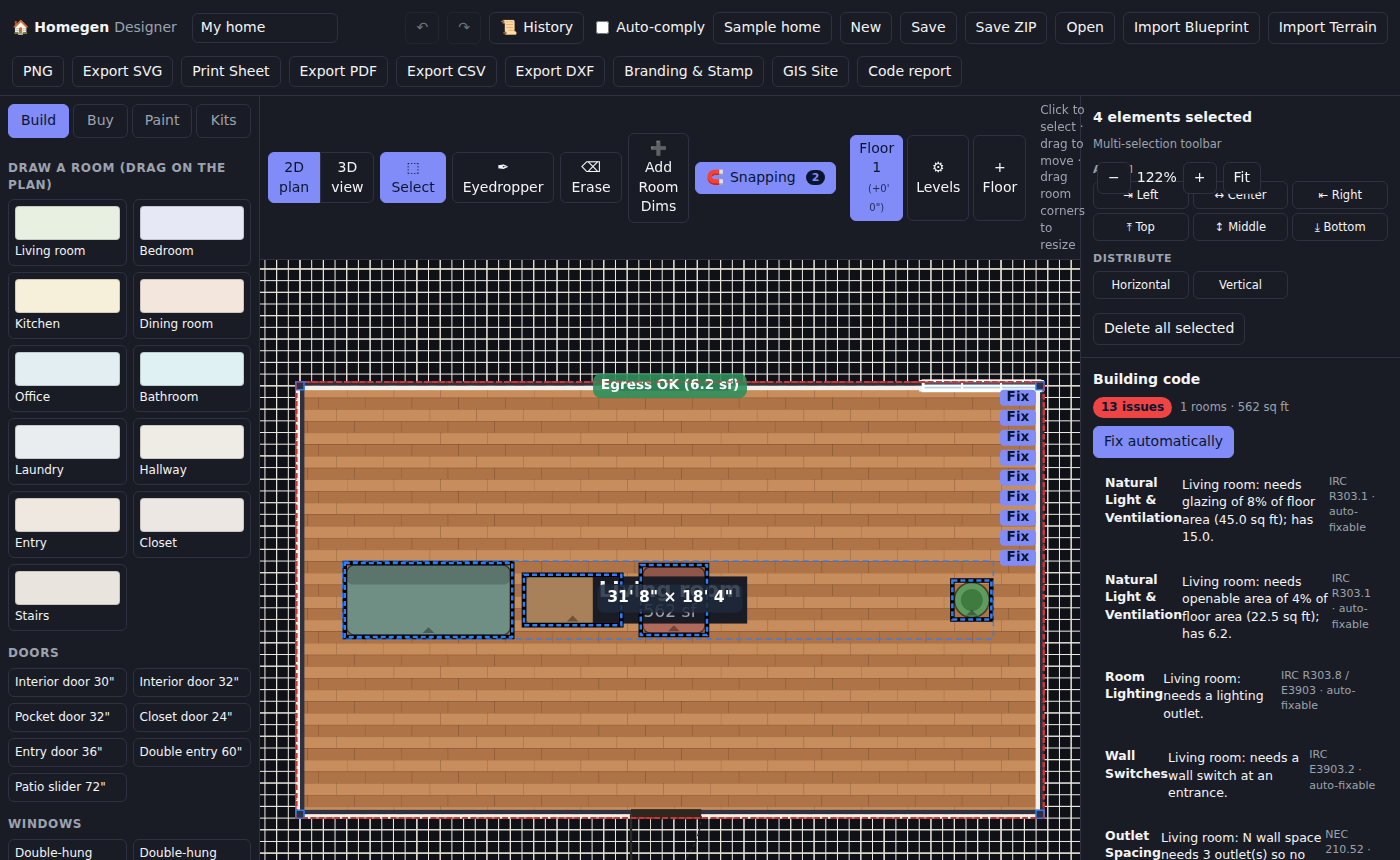 🏠 Homegen Designer My home ↶ ↷ 📜 History Auto-comply Sample home New Save Save ZIP Open Import Blueprint Import Terrain
PNG Export SVG Print Sheet Export PDF Export CSV Export DXF Branding & Stamp GIS Site Code report
Build Buy Paint Kits
DRAW A ROOM (DRAG ON THE
PLAN)
Living room Bedroom
Kitchen Dining room
Office Bathroom
Laundry Hallway
Entry Closet
Stairs
DOORS
Interior door 30" Interior door 32"
Pocket door 32" Closet door 24"
Entry door 36" Double entry 60"
Patio slider 72"
WINDOWS
Double-hung Double-hung
2D
plan
3D
view
Select
Eyedropper
Erase
Add
Room
Dims
Snapping 2
Floor
1
(+0'
0")
Levels
+
Floor
Click to
select ·
drag to
move ·
drag
room
corners
to
resize
Egress OK (6.2 sf)
Fix
Fix
Fix
Fix
Fix
Fix
Fix
Fix
Fix
31' 8" × 18' 4"
562 sf
4 elements selected
Multi-selection toolbar
− 122% + Fit
⇥ Left ↔ Center ⇤ Right
⤒ Top ↕ Middle ⤓ Bottom
DISTRIBUTE
Horizontal Vertical
Delete all selected
Building code
13 issues 1 rooms · 562 sq ft
Fix automatically
Natural
Light &
Ventilation
Living room: needs
glazing of 8% of floor
area (45.0 sq ft); has
15.0.
IRC
R303.1 ·
auto-
fixable
Natural
Light &
Ventilation
Living room: needs
openable area of 4% of
floor area (22.5 sq ft);
has 6.2.
IRC
R303.1
· auto-
fixable
Room
Lighting
Living room:
needs a lighting
outlet.
IRC R303.8 /
E3903 · auto-
fixable
Wall
Switches
Living room: needs a
wall switch at an
entrance.
IRC
E3903.2 ·
auto-fixable
Outlet
Spacing
Living room: N wall space
needs 3 outlet(s) so no
NEC
210.52 ·